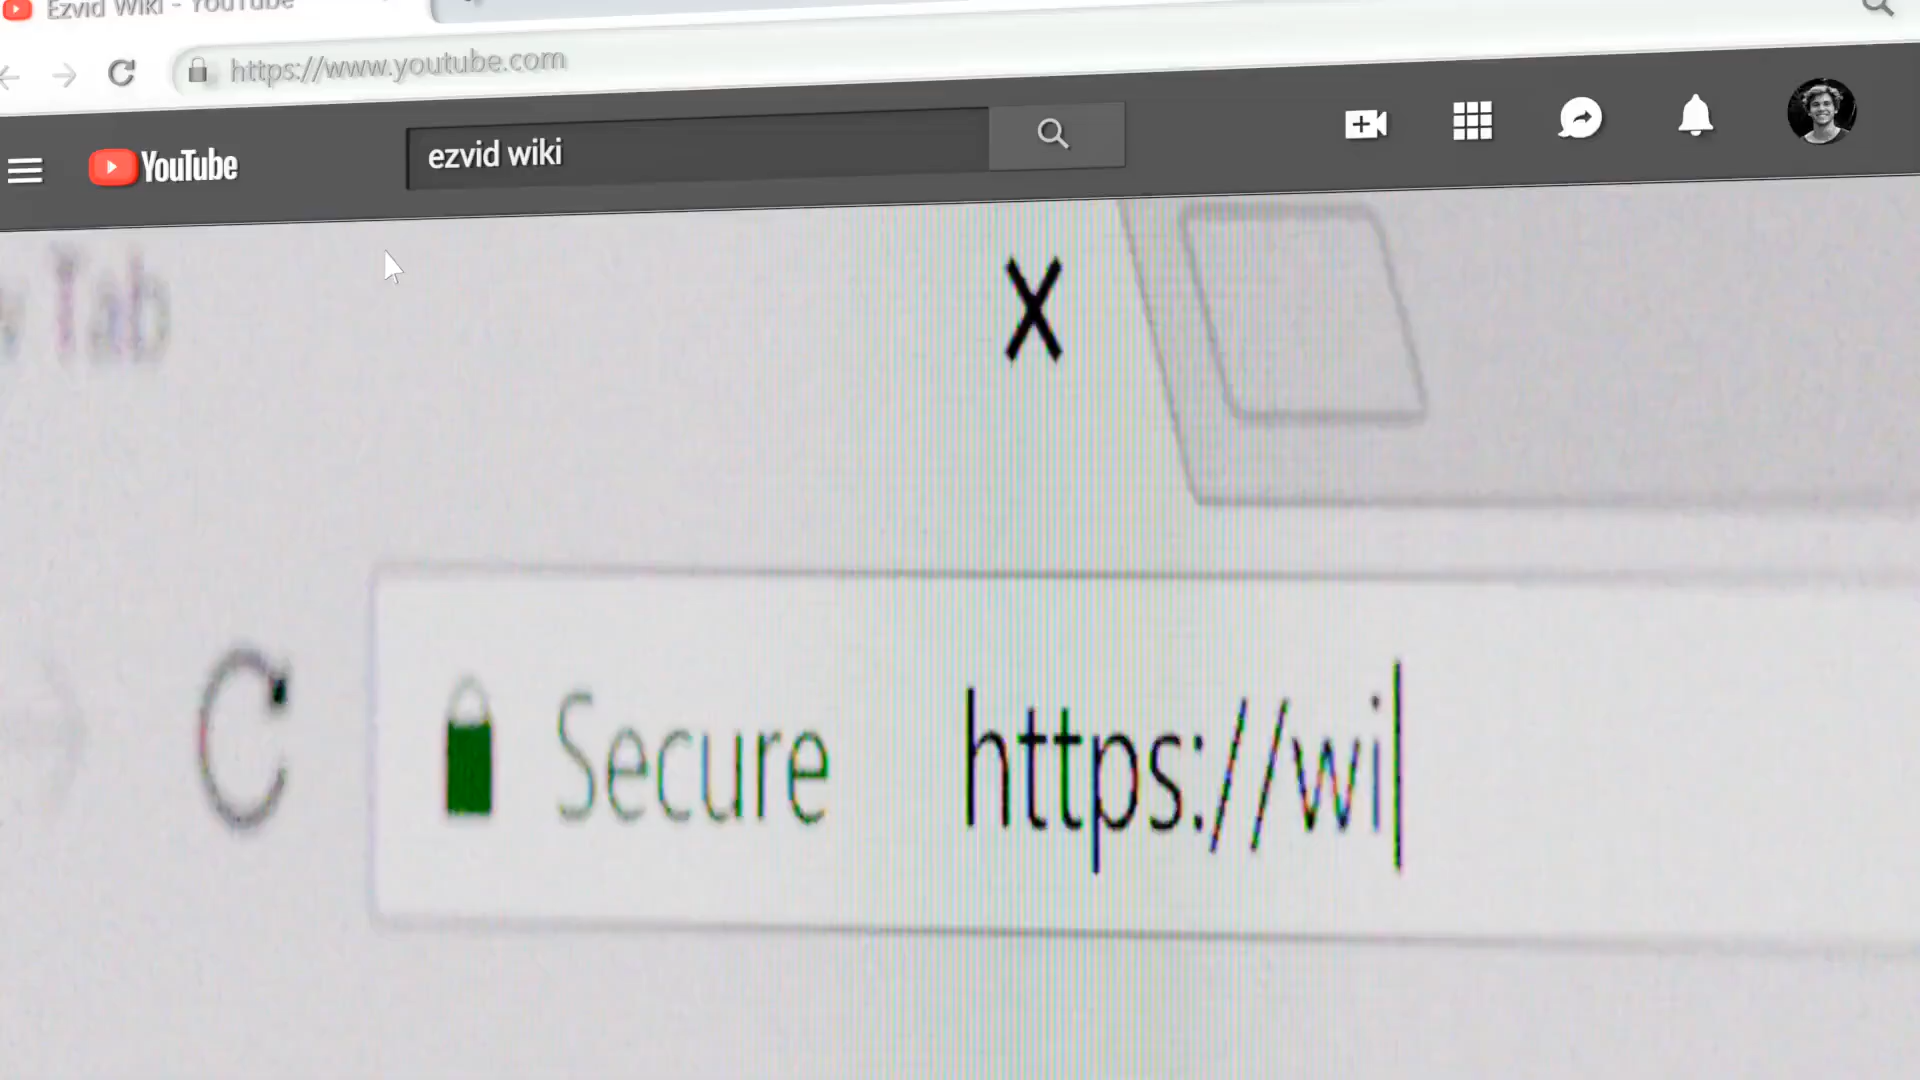 Ezvid Wiki - YouTube
https://www.youtube.com
YouTube
ezvid wiki
Tab
X
Secure https://wi